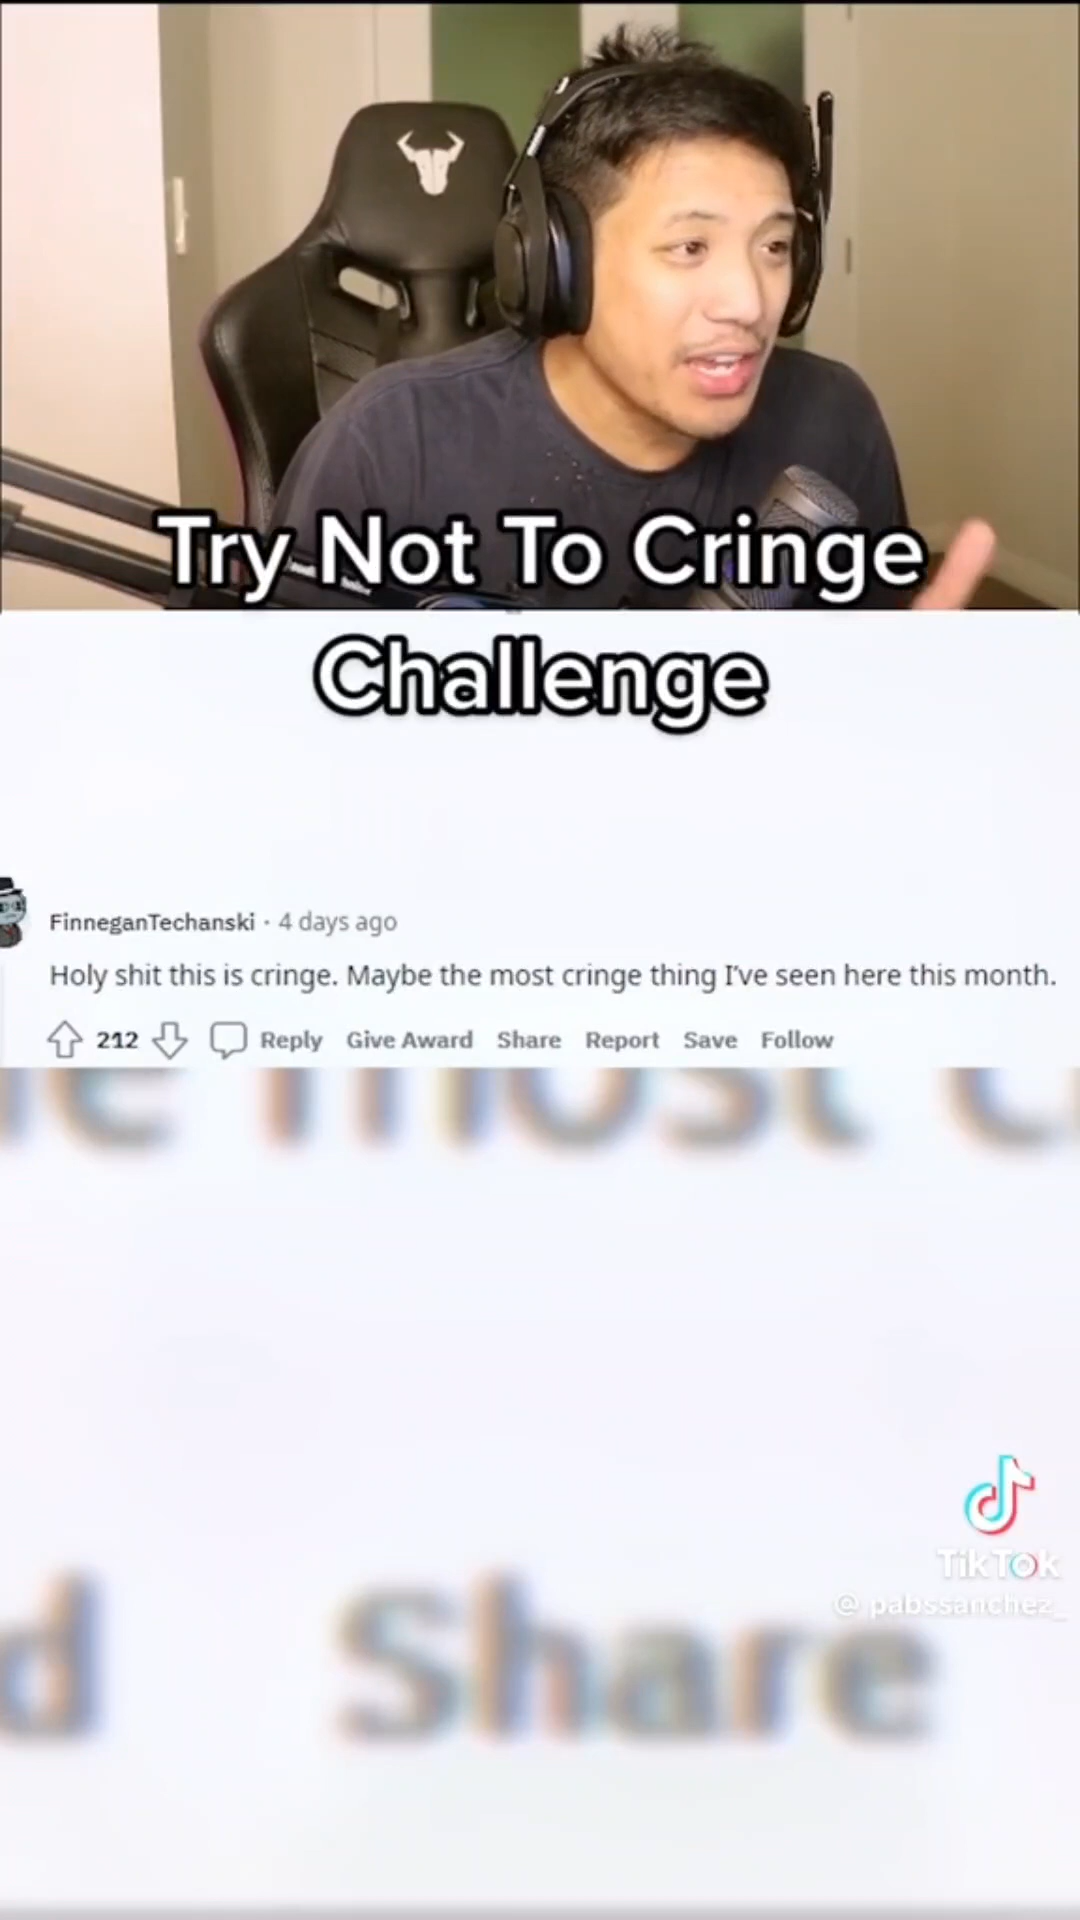 Try Not To Cringe
Challenge
FinneganTechanski · 4 days ago
Holy shit this is cringe. Maybe the most cringe thing I've seen here this month.
212 Reply Give Award Share Report Save Follow
most
TikTok
@ pabssanchez_
Share